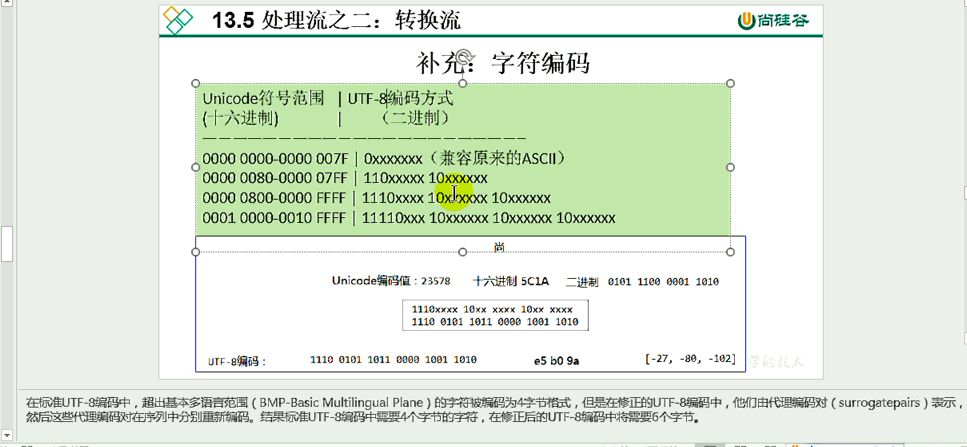 13.5 处理流之二：转换流
尚硅谷
补充：字符编码
Unicode符号范围 | UTF-8编码方式
(十六进制) | （二进制）
————————————————————
0000 0000-0000 007F | 0xxxxxxx（兼容原来的ASCII）
0000 0080-0000 07FF | 110xxxxx 10xxxxxx
0000 0800-0000 FFFF | 1110xxxx 10xxxxxx 10xxxxxx
0001 0000-0010 FFFF | 11110xxx 10xxxxxx 10xxxxxx 10xxxxxx
尚
Unicode编码值：23578 十六进制 5C1A 二进制 0101 1100 0001 1010
1110xxxx 10xx xxxx 10xx xxxx
1110 0101 1011 0000 1001 1010
UTF-8编码： 1110 0101 1011 0000 1001 1010 e5 b0 9a [-27, -80, -102]
在标准UTF-8编码中，超出基本多语言范围（BMP-Basic Multilingual Plane）的字符被编码为4字节格式，但是在修正的UTF-8编码中，他们由代理编码对（surrogatepairs）表示，
然后这些代理编码对在序列中分别重新编码。结果标准UTF-8编码中需要4个字节的字符，在修正后的UTF-8编码中将需要6个字节。